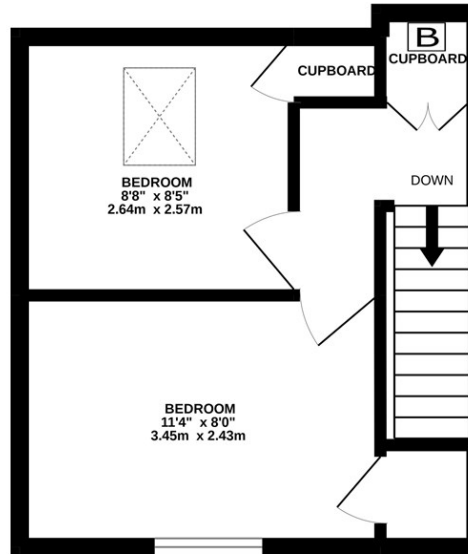 B
CUPBOARD
CUPBOARD
BEDROOM
8'8" x 8'5"
2.64m x 2.57m
DOWN
BEDROOM
11'4" x 8'0"
3.45m x 2.43m